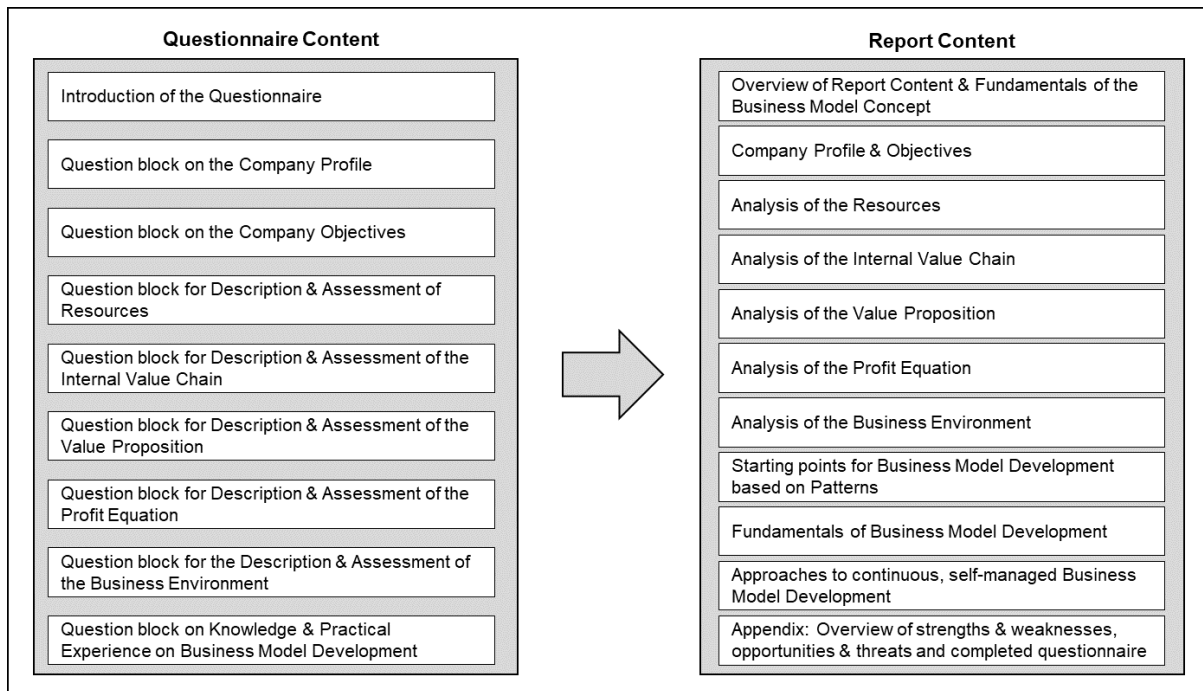 Questionnaire Content
Introduction of the Questionnaire
Question block on the Company Profile
Question block on the Company Objectives
Question block for Description & Assessment of
Resources
Question block for Description & Assessment of the
Internal Value Chain
Question block for Description & Assessment of the
Value Proposition
Question block for Description & Assessment of the
Profit Equation
Question block for the Description & Assessment of
the Business Environment
Question block on Knowledge & Practical
Experience on Business Model Development
Report Content
Overview of Report Content & Fundamentals of the
Business Model Concept
Company Profile & Objectives
Analysis of the Resources
Analysis of the Internal Value Chain
Analysis of the Value Proposition
Analysis of the Profit Equation
Analysis of the Business Environment
Starting points for Business Model Development
based on Patterns
Fundamentals of Business Model Development
Approaches to continuous, self-managed Business
Model Development
Appendix: Overview of strengths & weaknesses,
opportunities & threats and completed questionnaire